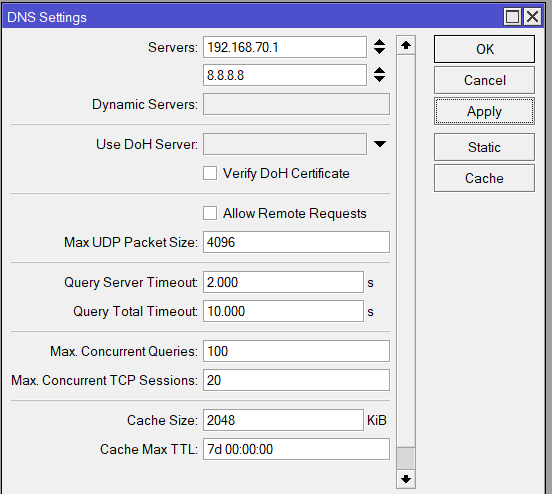 DNS Settings
Servers: 192.168.70.1
8.8.8.8
Dynamic Servers:
Use DoH Server:
Verify DoH Certificate
Allow Remote Requests
Max UDP Packet Size: 4096
Query Server Timeout: 2.000 s
Query Total Timeout: 10.000 s
Max. Concurrent Queries: 100
Max. Concurrent TCP Sessions: 20
Cache Size: 2048 KiB
Cache Max TTL: 7d 00:00:00
OK
Cancel
Apply
Static
Cache